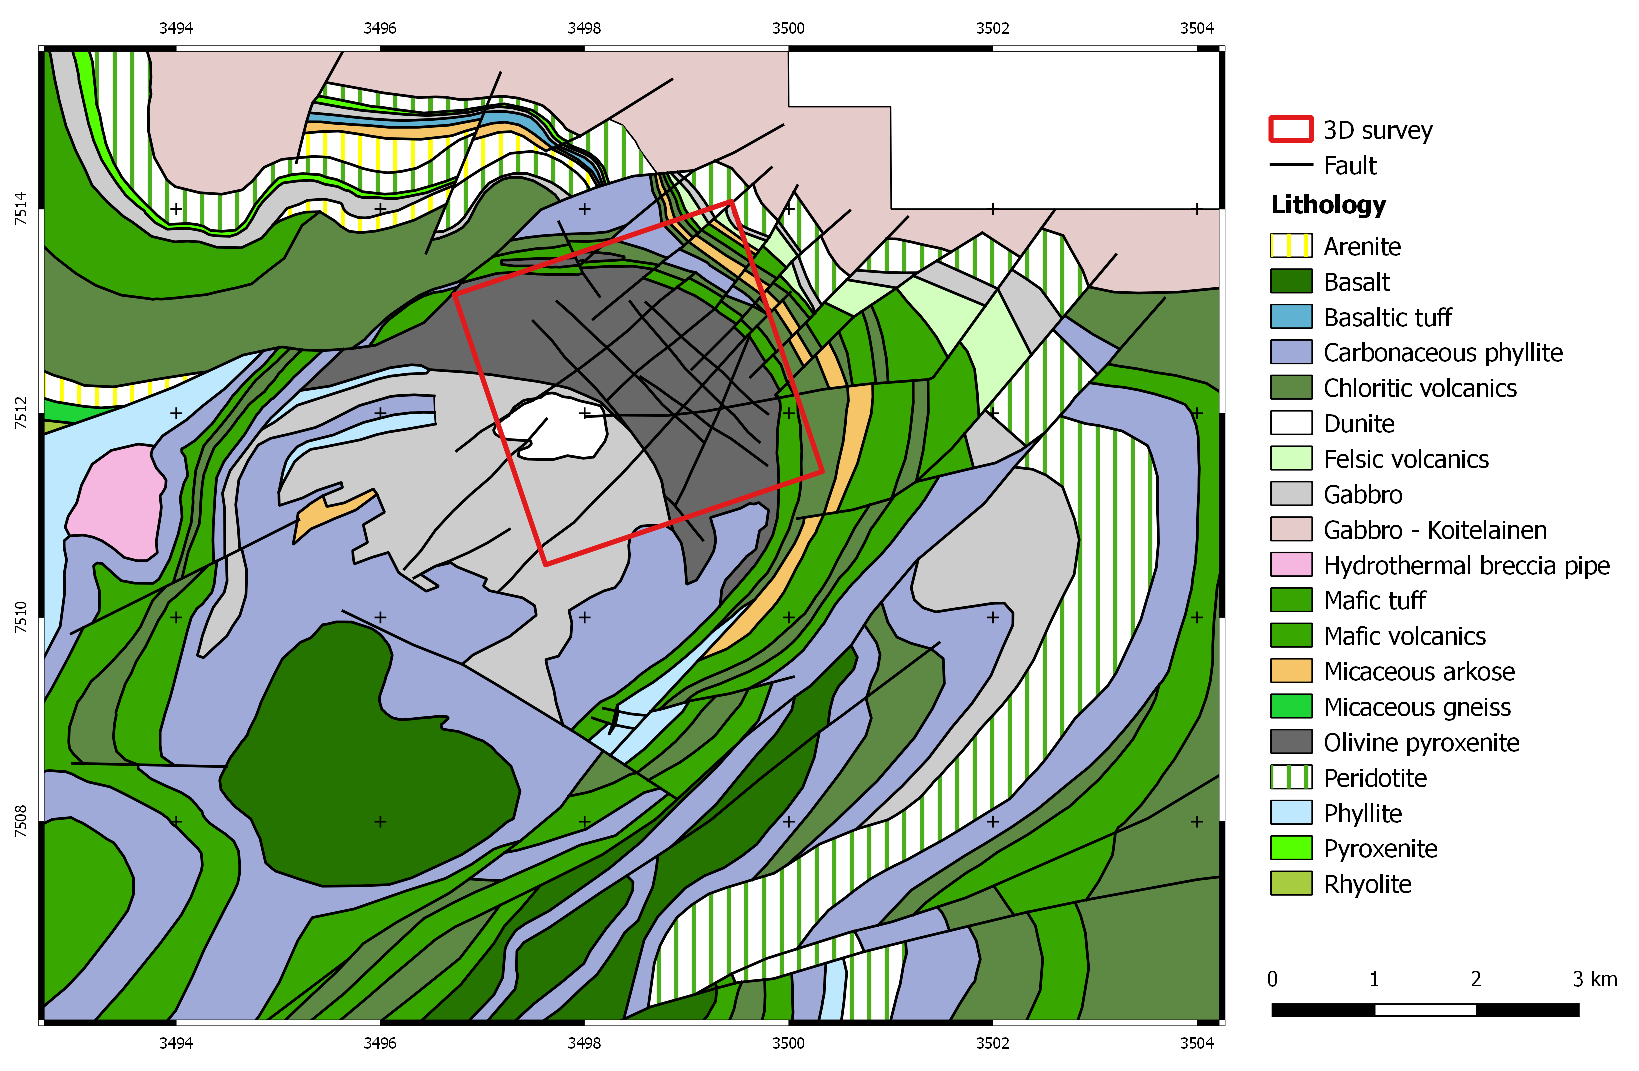 3494 3496 3498 3500 3502 3504
7514
7512
7510
7508
3494 3496 3498 3500 3502 3504
3D survey
Fault
Lithology
Arenite
Basalt
Basaltic tuff
Carbonaceous phyllite
Chloritic volcanics
Dunite
Felsic volcanics
Gabbro
Gabbro - Koitelainen
Hydrothermal breccia pipe
Mafic tuff
Mafic volcanics
Micaceous arkose
Micaceous gneiss
Olivine pyroxenite
Peridotite
Phyllite
Pyroxenite
Rhyolite
0 1 2 3 km